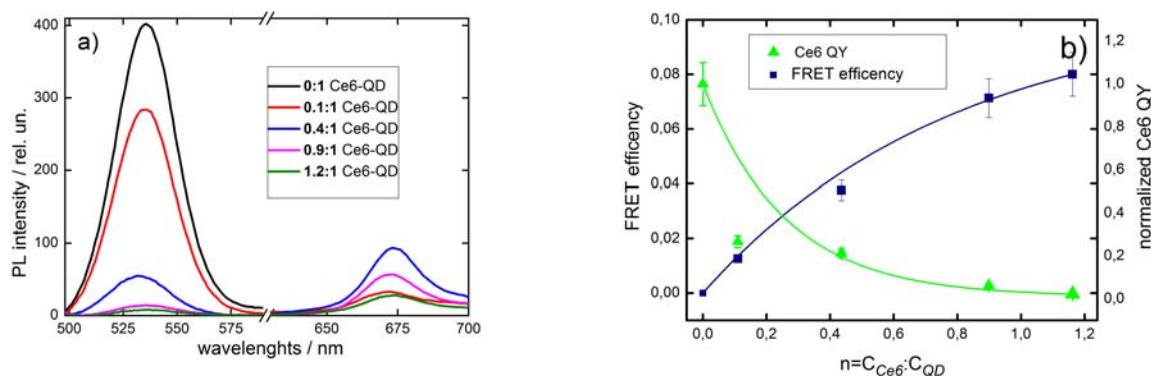 a)
400
300
200
100
0
PL intensity / rel. un.
0:1 Ce6-QD
0.1:1 Ce6-QD
0.4:1 Ce6-QD
0.9:1 Ce6-QD
1.2:1 Ce6-QD
500 525 550 575 650 675 700
wavelenghts / nm
b)
Ce6 QY
FRET efficency
0,10
0,08
0,06
0,04
0,02
0,00
FRET efficency
1,2
1,0
0,8
0,6
0,4
0,2
0,0
normalized Ce6 QY
0,0 0,2 0,4 0,6 0,8 1,0 1,2
n=C_Ce6:C_QD